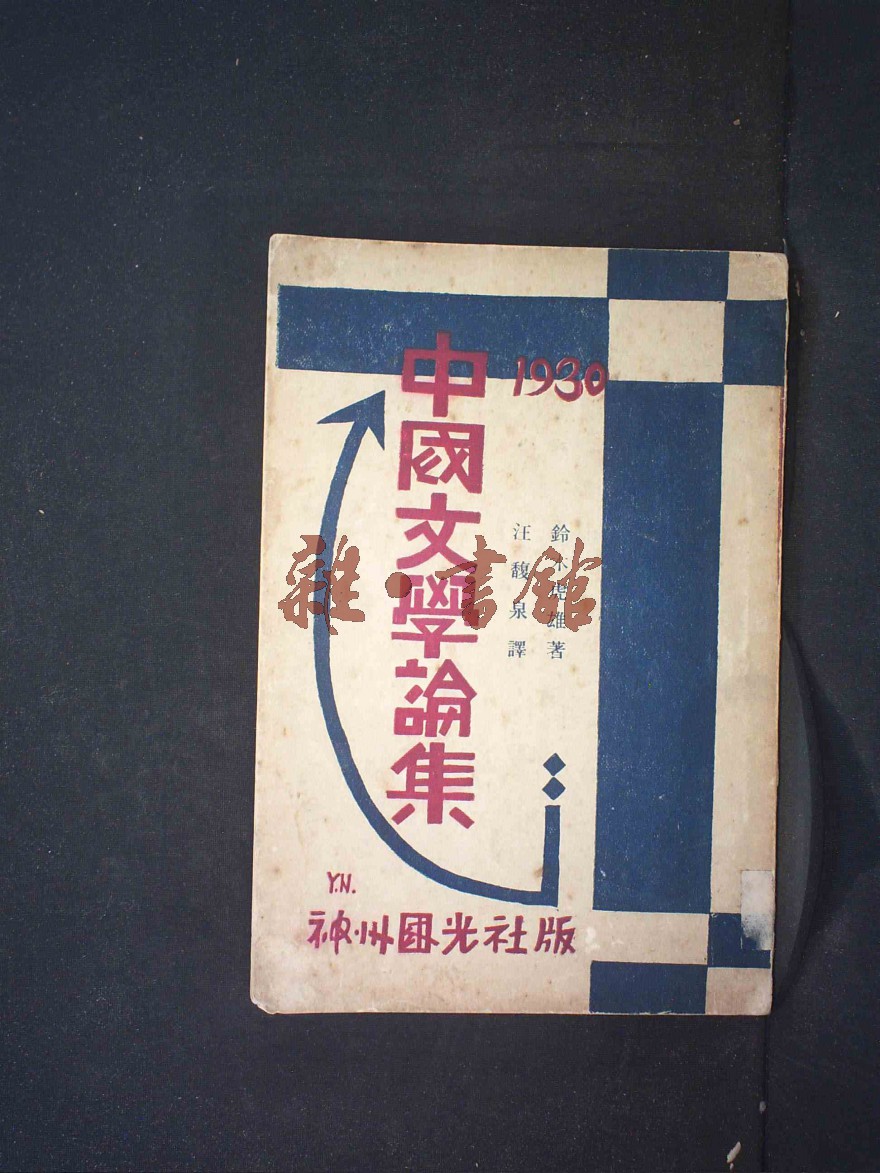 中國文學論集
1930
鈴木虎雄著
汪馥泉譯
Y.N.
神州國光社版
雜·書館